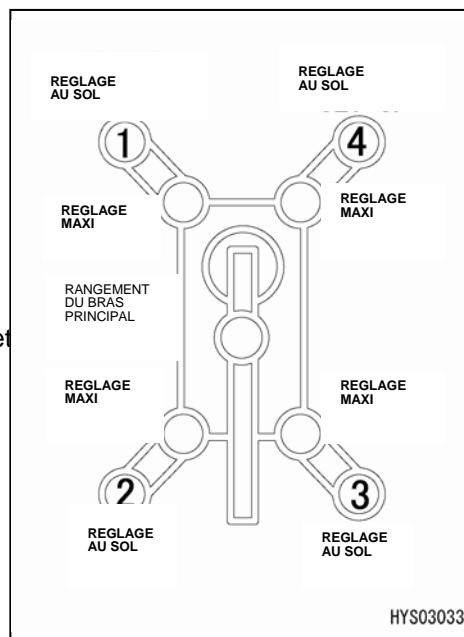 REGLAGE
AU SOL
REGLAGE
AU SOL
1
4
REGLAGE
MAXI
REGLAGE
MAXI
RANGEMENT
DU BRAS
PRINCIPAL
et
REGLAGE
MAXI
REGLAGE
MAXI
2
3
REGLAGE
AU SOL
REGLAGE
AU SOL
HYS03033